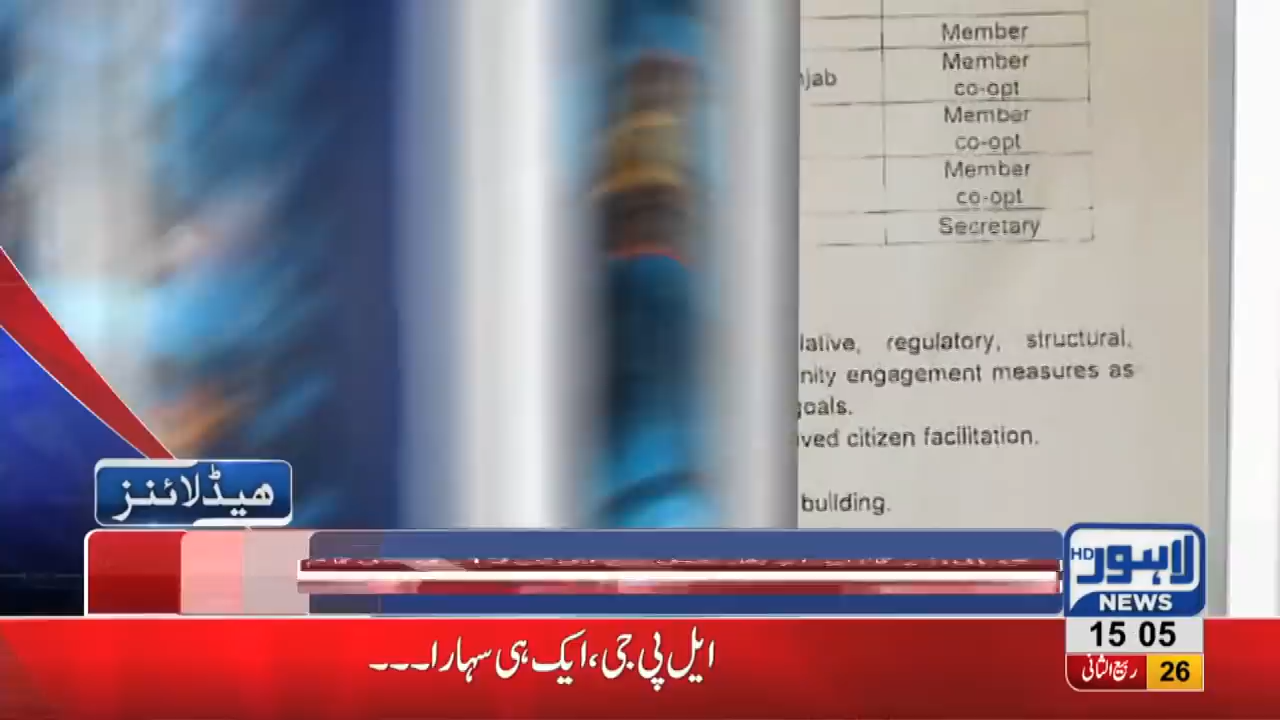 Member
Member
co-opt
njab
Member
co-opt
Member
co-opt
Secretary
lative, regulatory, structural,
nity engagement measures as
goals.
ved citizen facilitation.
building.
ہیڈلائنز
HD لاہور
NEWS
15 05
ربیع الثانی 26
ایل پی جی، ایک ہی سہارا۔۔۔